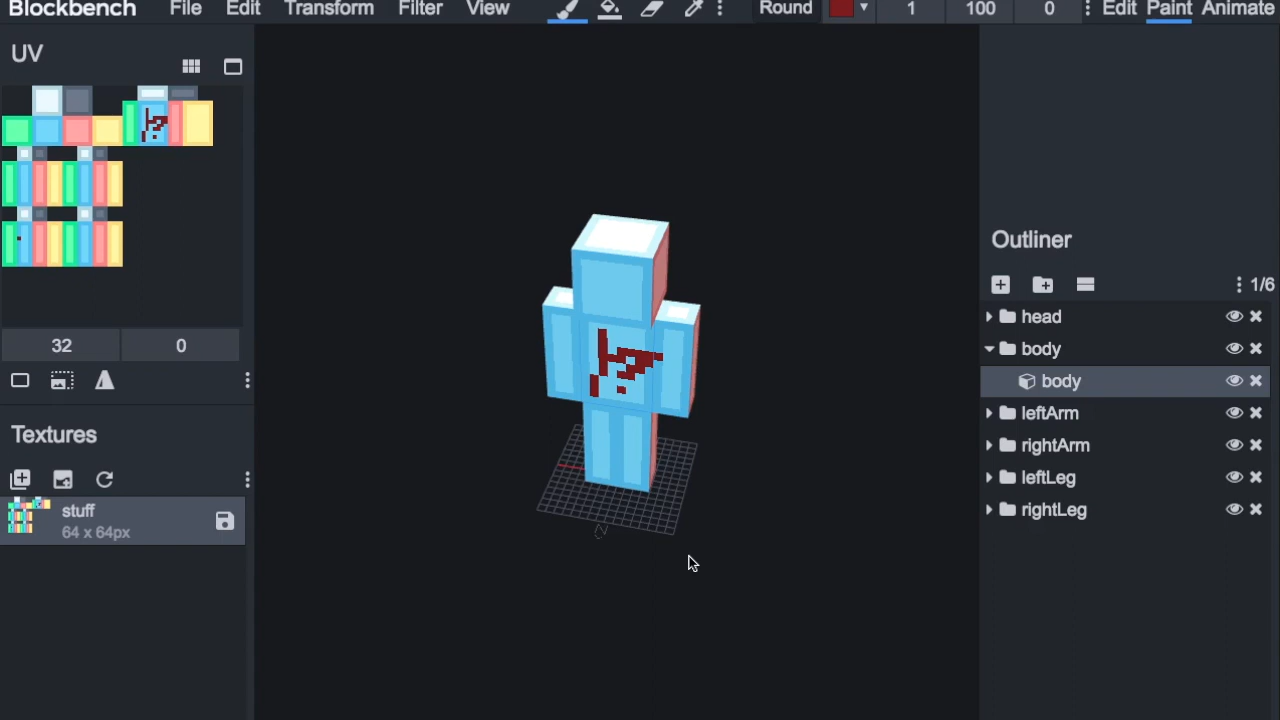 Blockbench File Edit Transform Filter View Round 1 100 0 Edit Paint Animate
UV
32 0
Textures
stuff
64 x 64px
N
Outliner
1/6
head
body
body
leftArm
rightArm
leftLeg
rightLeg